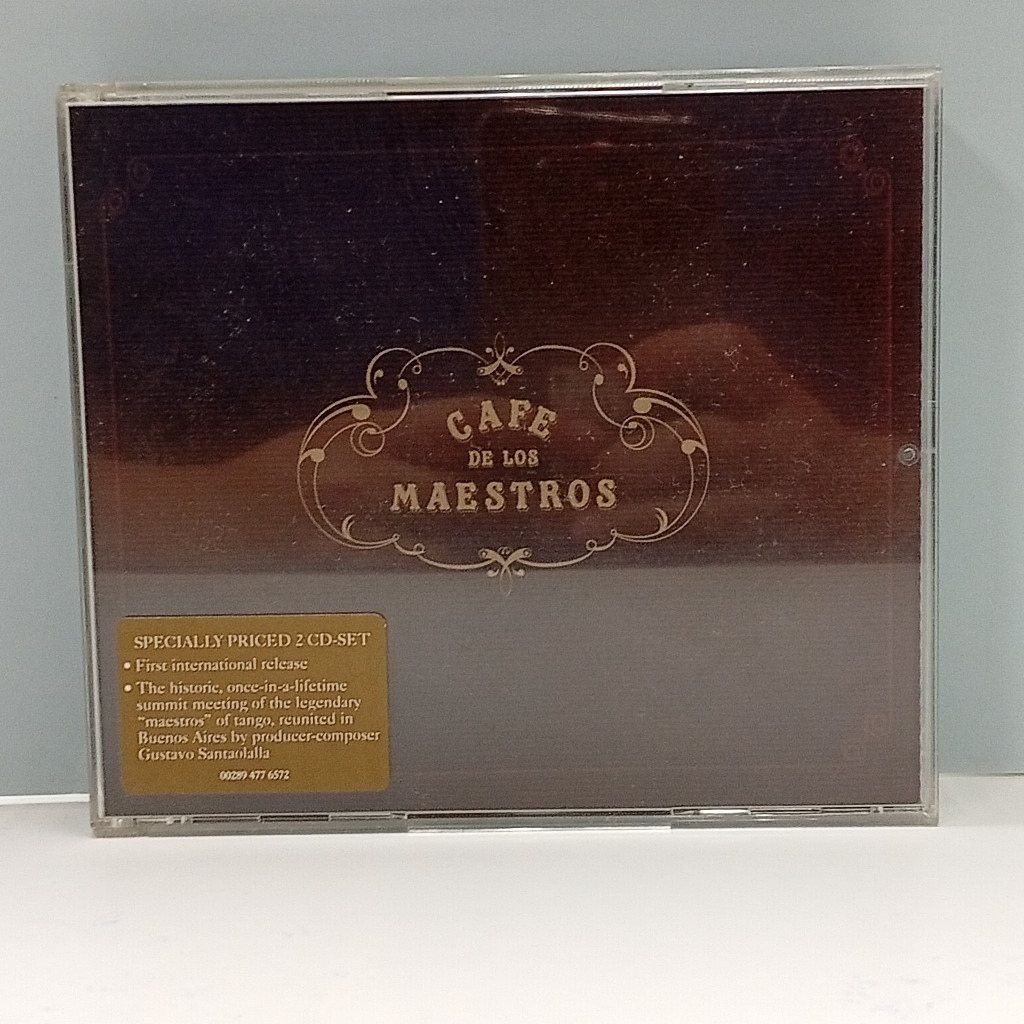 CAFE
DE LOS
MAESTROS
SPECIALLY PRICED 2 CD-SET
• First international release
• The historic, once-in-a-lifetime
summit meeting of the legendary
"maestros" of tango, reunited in
Buenos Aires by producer-composer
Gustavo Santaolalla
00289 477 6572